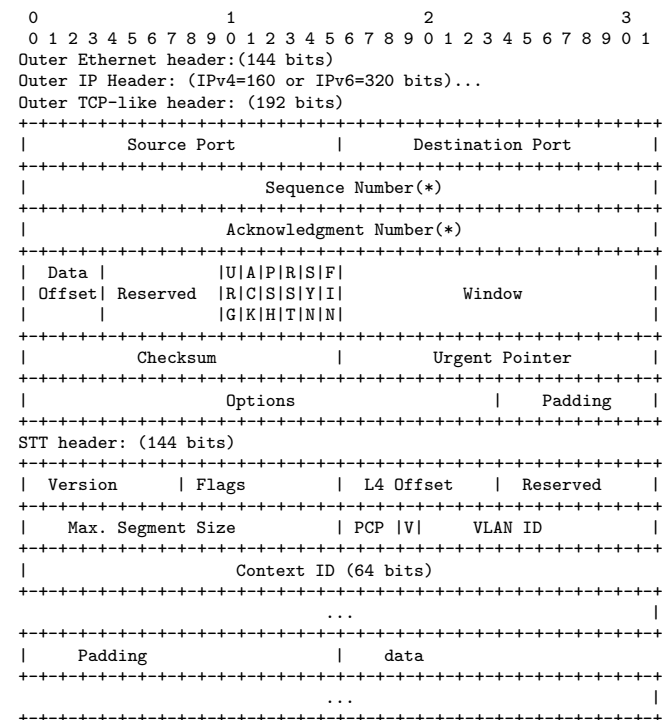 0                   1                   2                   3
0 1 2 3 4 5 6 7 8 9 0 1 2 3 4 5 6 7 8 9 0 1 2 3 4 5 6 7 8 9 0 1
Outer Ethernet header:(144 bits)
Outer IP Header: (IPv4=160 or IPv6=320 bits)...
Outer TCP-like header: (192 bits)
+-+-+-+-+-+-+-+-+-+-+-+-+-+-+-+-+-+-+-+-+-+-+-+-+-+-+-+-+-+-+-+-+
|          Source Port          |       Destination Port        |
+-+-+-+-+-+-+-+-+-+-+-+-+-+-+-+-+-+-+-+-+-+-+-+-+-+-+-+-+-+-+-+-+
|                        Sequence Number(*)                     |
+-+-+-+-+-+-+-+-+-+-+-+-+-+-+-+-+-+-+-+-+-+-+-+-+-+-+-+-+-+-+-+-+
|                    Acknowledgment Number(*)                   |
+-+-+-+-+-+-+-+-+-+-+-+-+-+-+-+-+-+-+-+-+-+-+-+-+-+-+-+-+-+-+-+-+
|  Data |           |U|A|P|R|S|F|                               |
| Offset| Reserved  |R|C|S|S|Y|I|            Window             |
|       |           |G|K|H|T|N|N|                               |
+-+-+-+-+-+-+-+-+-+-+-+-+-+-+-+-+-+-+-+-+-+-+-+-+-+-+-+-+-+-+-+-+
|           Checksum            |         Urgent Pointer        |
+-+-+-+-+-+-+-+-+-+-+-+-+-+-+-+-+-+-+-+-+-+-+-+-+-+-+-+-+-+-+-+-+
|                    Options                    |    Padding    |
+-+-+-+-+-+-+-+-+-+-+-+-+-+-+-+-+-+-+-+-+-+-+-+-+-+-+-+-+-+-+-+-+
STT header: (144 bits)
+-+-+-+-+-+-+-+-+-+-+-+-+-+-+-+-+-+-+-+-+-+-+-+-+-+-+-+-+-+-+-+-+
|  Version      | Flags         |  L4 Offset    |  Reserved     |
+-+-+-+-+-+-+-+-+-+-+-+-+-+-+-+-+-+-+-+-+-+-+-+-+-+-+-+-+-+-+-+-+
|    Max. Segment Size          | PCP |V|     VLAN ID           |
+-+-+-+-+-+-+-+-+-+-+-+-+-+-+-+-+-+-+-+-+-+-+-+-+-+-+-+-+-+-+-+-+
|                     Context ID (64 bits)
+-+-+-+-+-+-+-+-+-+-+-+-+-+-+-+-+-+-+-+-+-+-+-+-+-+-+-+-+-+-+-+-+
...                              |
+-+-+-+-+-+-+-+-+-+-+-+-+-+-+-+-+-+-+-+-+-+-+-+-+-+-+-+-+-+-+-+-+
|     Padding                   |    data
+-+-+-+-+-+-+-+-+-+-+-+-+-+-+-+-+-+-+-+-+-+-+-+-+-+-+-+-+-+-+-+-+
...                              |
+-+-+-+-+-+-+-+-+-+-+-+-+-+-+-+-+-+-+-+-+-+-+-+-+-+-+-+-+-+-+-+-+